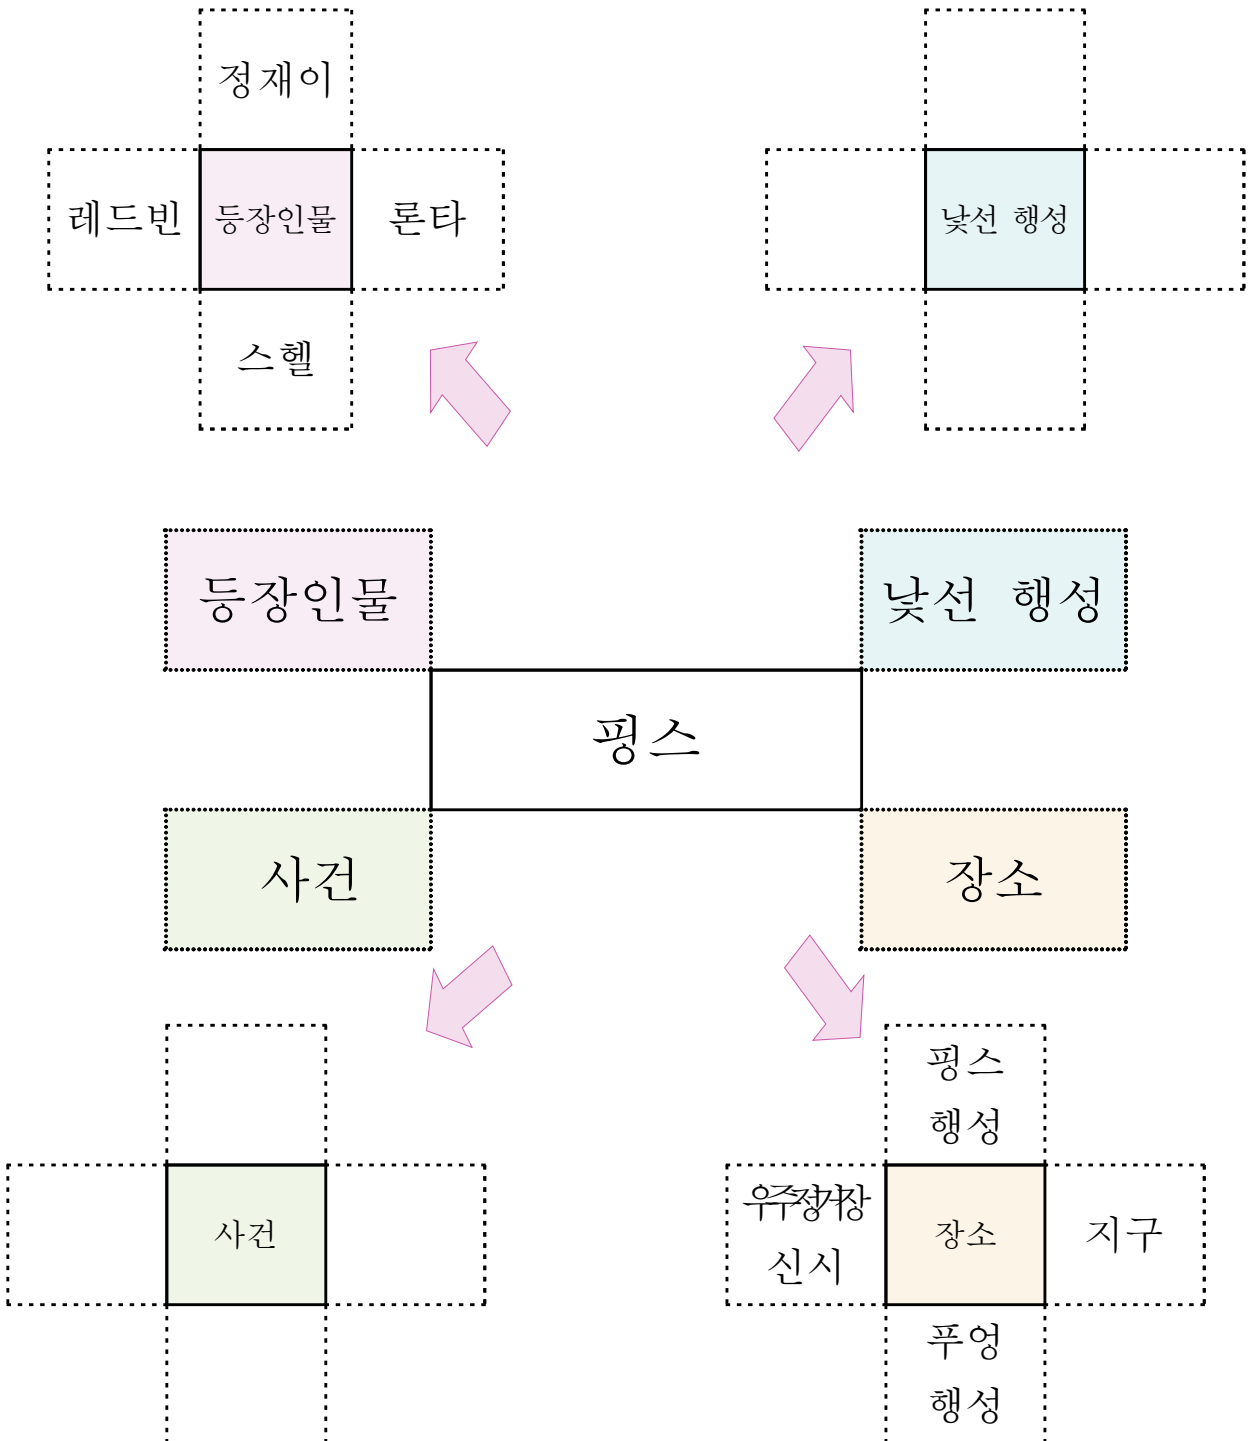 정재이
레드빈 등장인물 론타
스헬
낯선 행성
등장인물
낯선 행성
핑스
사건
장소
사건
핑스
행성
우주정거장
신시
장소
지구
푸엉
행성